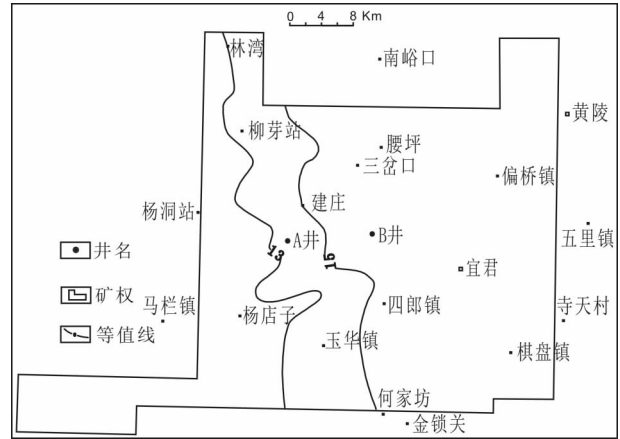 0 4 8 Km
林湾
南峪口
黄陵
柳芽站
腰坪
三岔口
偏桥镇
杨洞站
建庄
五里镇
A井
B井
13
15
井名
宜君
矿权
马栏镇
杨店子
四郎镇
寺天村
等值线
玉华镇
棋盘镇
何家坊
金锁关